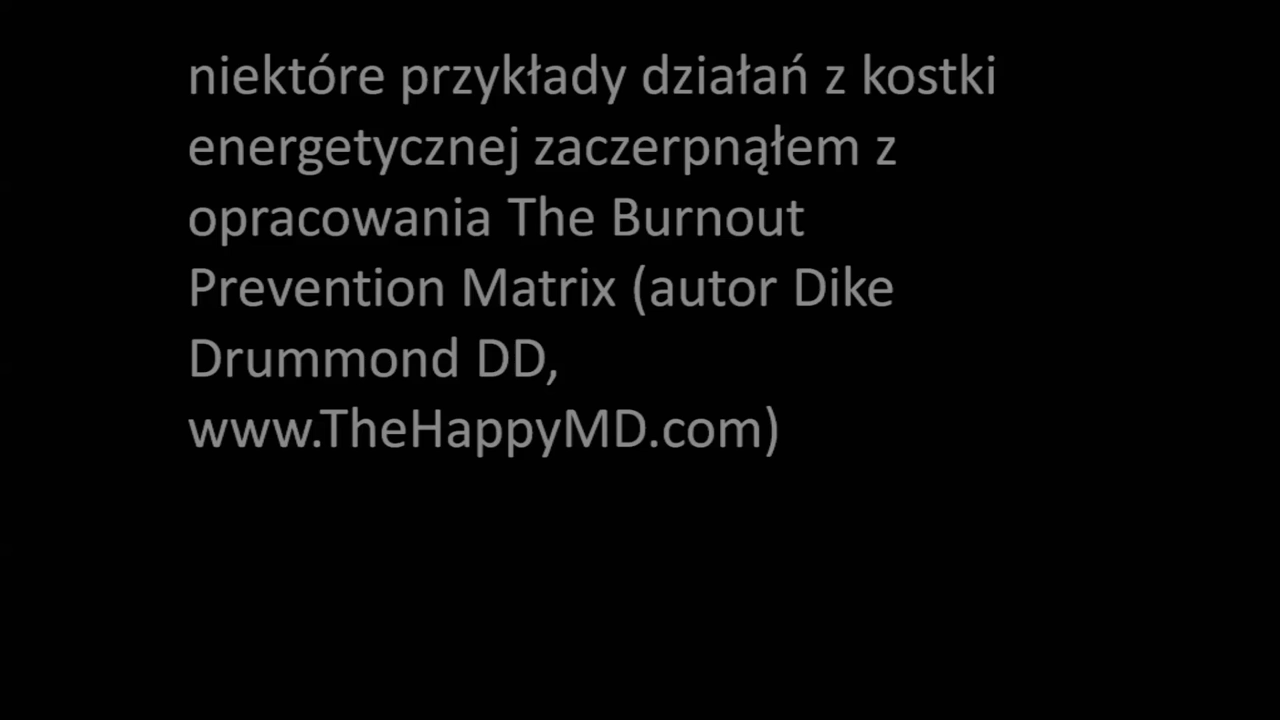 niektóre przykłady działań z kostki
energetycznej zaczerpnąłem z
opracowania The Burnout
Prevention Matrix (autor Dike
Drummond DD,
www.TheHappyMD.com)